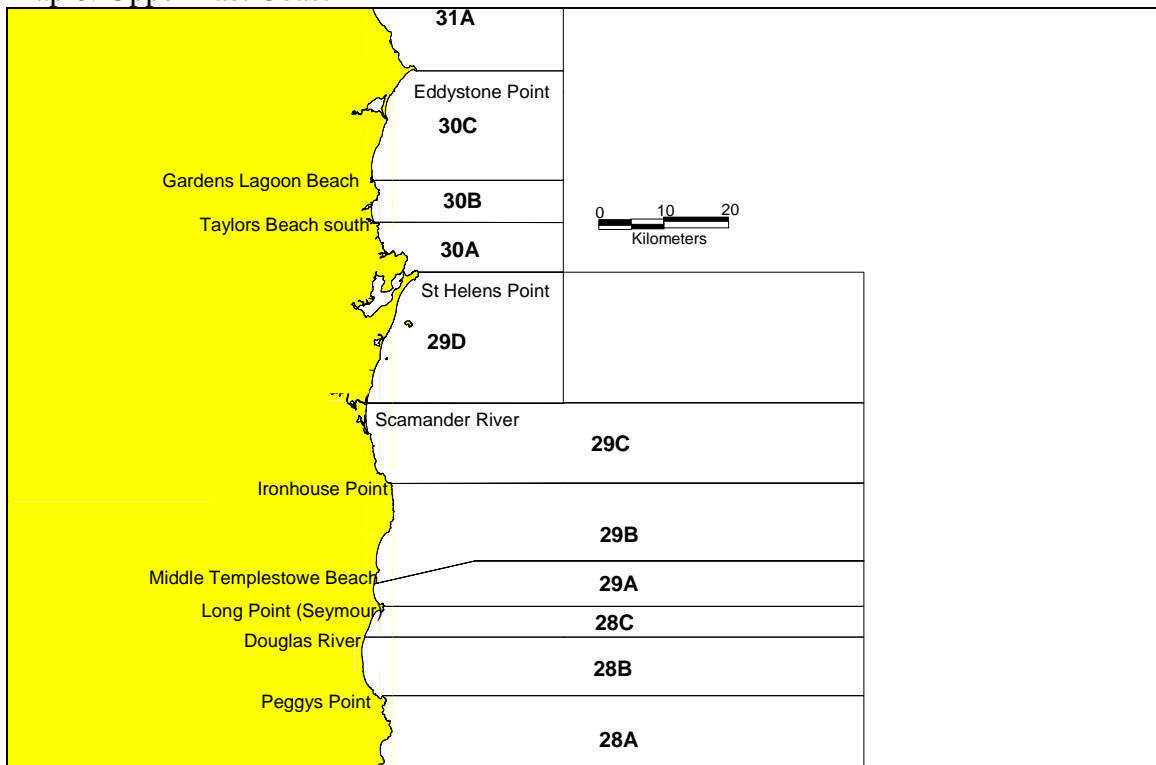 31A
Eddystone Point
30C
Gardens Lagoon Beach
30B
Taylors Beach south
0 10 20
Kilometers
30A
St Helens Point
29D
Scamander River
29C
Ironhouse Point
29B
Middle Templestowe Beach
29A
Long Point (Seymour)
28C
Douglas River
28B
Peggys Point
28A